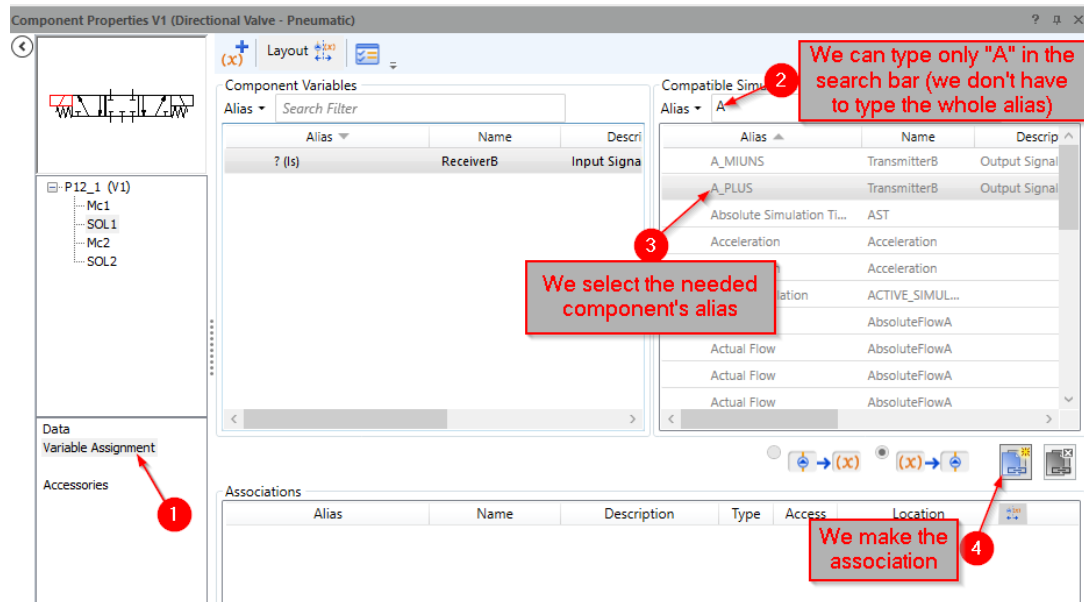 Component Properties V1 (Directional Valve - Pneumatic)
Layout
We can type only "A" in the
search bar (we don't have
to type the whole alias)
2
Component Variables
Compatible Simu
Alias
Search Filter
Alias
A
Alias
Name
Descri
Alias
Name
Descrip
? (Is)
ReceiverB
Input Signa
A_MIUNS
TransmitterB
Output Signal
A_PLUS
TransmitterB
Output Signal
Absolute Simulation Ti...
AST
Acceleration
Acceleration
Acceleration
lation
ACTIVE_SIMUL...
AbsoluteFlowA
Actual Flow
AbsoluteFlowA
Actual Flow
AbsoluteFlowA
Actual Flow
AbsoluteFlowA
3
We select the needed
component's alias
P12_1 (V1)
Mc1
SOL1
Mc2
SOL2
Data
Variable Assignment
Accessories
1
(x)
(x)
Associations
Alias
Name
Description
Type
Access
Location
We make the
association
4